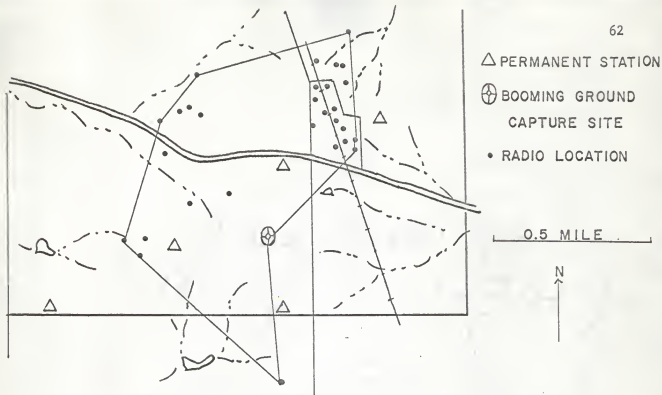 62
PERMANENT STATION
BOOMING GROUND
CAPTURE SITE
RADIO LOCATION
0.5 MILE
N